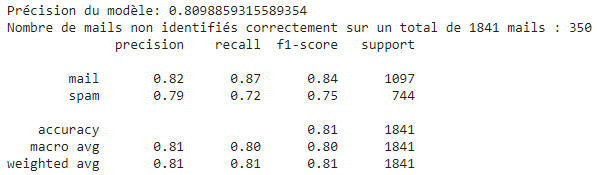 Précision du modèle: 0.8098859315589354
Nombre de mails non identifiés correctement sur un total de 1841 mails : 350
precision recall f1-score support
mail 0.82 0.87 0.84 1097
spam 0.79 0.72 0.75 744
accuracy 0.81 1841
macro avg 0.81 0.80 0.80 1841
weighted avg 0.81 0.81 0.81 1841